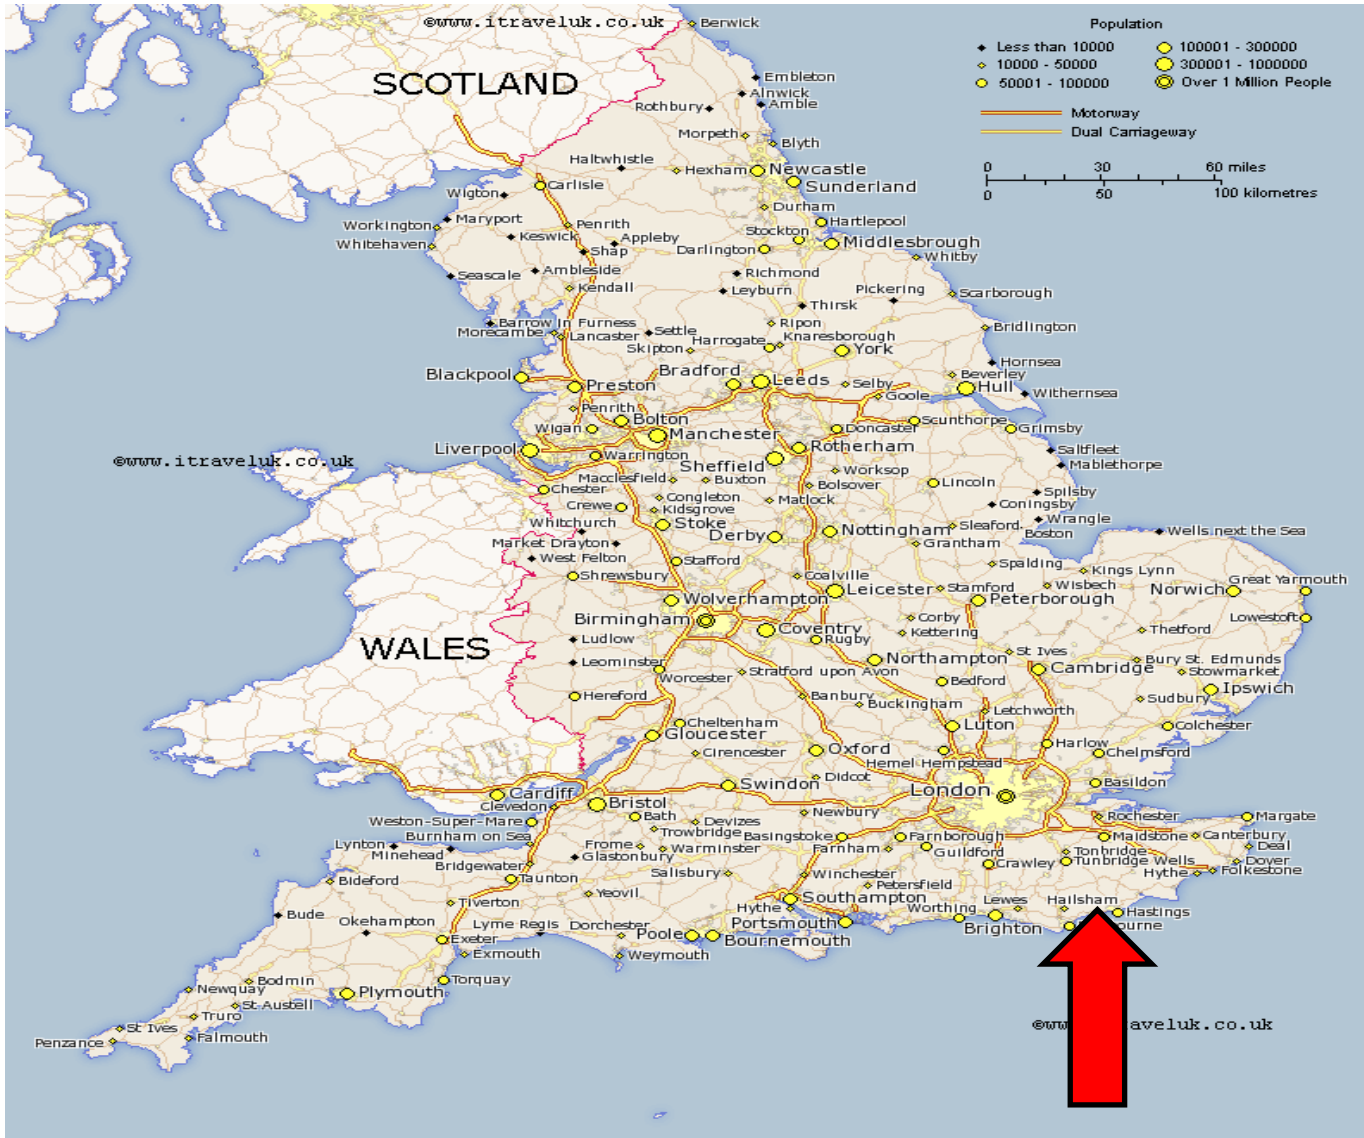 ©www.itraveluk.co.uk
Berwick
Population
Less than 10000
100001 - 300000
10000 - 50000
300001 - 1000000
50001 - 100000
Over 1 Million People
Motorway
Dual Carriageway
0
30
60 miles
0
50
100 kilometres
SCOTLAND
Embleton
Alnwick
Rothbury
Amble
Morpeth
Blyth
Haltwhistle
Hexham
Newcastle
Carlisle
Sunderland
Wigton
Durham
Maryport
Workington
Penrith
Hartlepool
Stockton
Keswick
Appleby
Whitehaven
Shap
Darlington
Middlesbrough
Whitby
Seascale
Ambleside
Richmond
Kendall
Leyburn
Pickering
Scarborough
Thirsk
Barrow In Furness
Morecambe
Lancaster
Settle
Ripon
Bridlington
Skipton
Harrogate
Knaresborough
York
Hornsea
Blackpool
Preston
Bradford
Leeds
Selby
Beverley
Hull
Goole
Withernsea
Penrith
Bolton
Wigan
Manchester
Doncaster
Scunthorpe
Grimsby
Liverpool
Warrington
Rotherham
Saltfleet
©www.itraveluk.co.uk
Sheffield
Worksop
Mablethorpe
Macclesfield
Buxton
Bolsover
Lincoln
Chester
Congleton
Matlock
Spilsby
Crewe
Kidsgrove
Coningsby
Whitchurch
Stoke
Nottingham
Sleaford
Wrangle
Boston
Wells next the Sea
Market Drayton
Derby
Grantham
West Felton
Stafford
Spalding
Kings Lynn
Shrewsbury
Coalville
Leicester
Stamford
Wisbech
Norwich
Great Yarmouth
Wolverhampton
Peterborough
Birmingham
Corby
Lowestoft
Coventry
Kettering
Thetford
Ludlow
Rugby
WALES
Leominster
Northampton
St Ives
Bury St. Edmunds
Worcester
Stratford upon Avon
Cambridge
Stowmarket
Hereford
Bedford
Ipswich
Banbury
Buckingham
Letchworth
Sudbury
Cheltenham
Luton
Colchester
Gloucester
Cirencester
Oxford
Harlow
Chelmsford
Hemel Hempstead
Didcot
Swindon
London
Basildon
Cardiff
Clevedon
Bristol
Newbury
Weston-Super-Mare
Bath
Devizes
Rochester
Margate
Burnham on Sea
Trowbridge
Basingstoke
Farnborough
Maidstone
Canterbury
Lynton
Minehead
Frome
Warminster
Farnham
Guildford
Tonbridge
Deal
Bridgewater
Glastonbury
Crawley
Tunbridge Wells
Dover
Bideford
Taunton
Salisbury
Winchester
Hythe
Folkestone
Tiverton
Yeovil
Petersfield
Bude
Southampton
Lewes
Hailsham
Okehampton
Lyme Regis
Dorchester
Hythe
Worthing
Hastings
Exeter
Poole
Portsmouth
Brighton
ourne
Bournemouth
Exmouth
Weymouth
Bodmin
Torquay
Newquay
Plymouth
St Austell
Truro
St Ives
Falmouth
Penzance
©ww
raveluk.co.uk